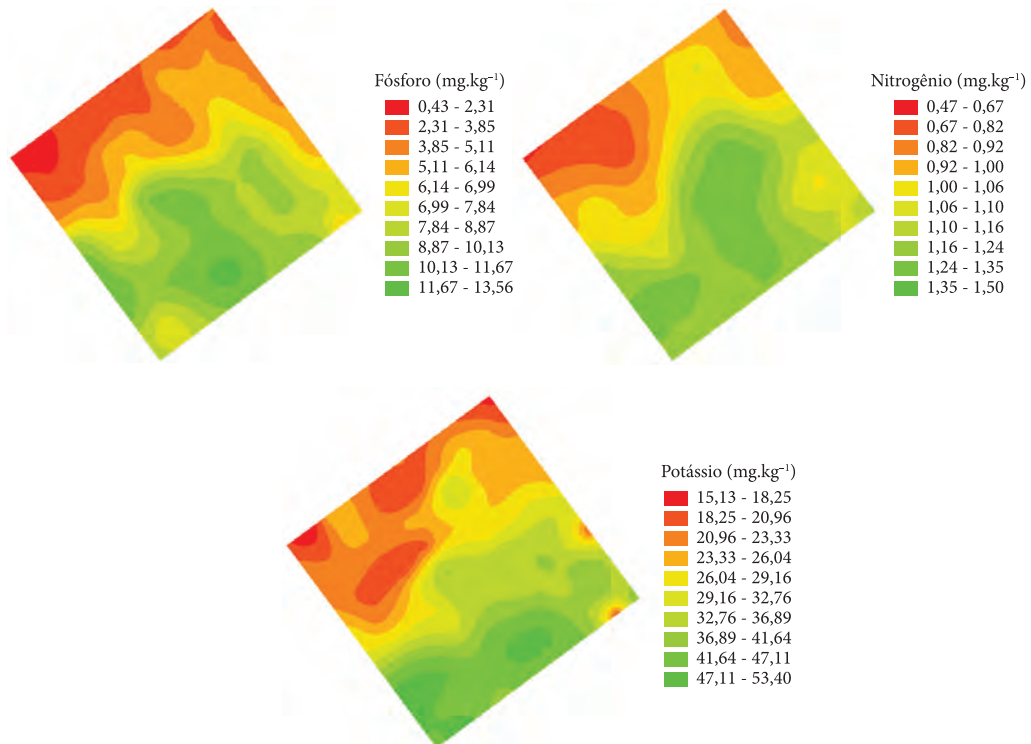 Fósforo (mg.kg⁻¹)
0,43 - 2,31
2,31 - 3,85
3,85 - 5,11
5,11 - 6,14
6,14 - 6,99
6,99 - 7,84
7,84 - 8,87
8,87 - 10,13
10,13 - 11,67
11,67 - 13,56
Nitrogênio (mg.kg⁻¹)
0,47 - 0,67
0,67 - 0,82
0,82 - 0,92
0,92 - 1,00
1,00 - 1,06
1,06 - 1,10
1,10 - 1,16
1,16 - 1,24
1,24 - 1,35
1,35 - 1,50
Potássio (mg.kg⁻¹)
15,13 - 18,25
18,25 - 20,96
20,96 - 23,33
23,33 - 26,04
26,04 - 29,16
29,16 - 32,76
32,76 - 36,89
36,89 - 41,64
41,64 - 47,11
47,11 - 53,40